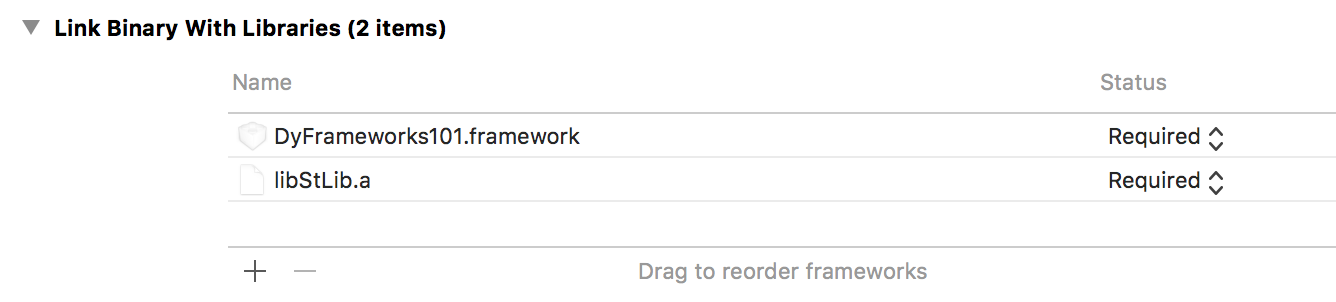 Link Binary With Libraries (2 items)
Name Status
DyFrameworks101.framework Required
libStLib.a Required
Drag to reorder frameworks